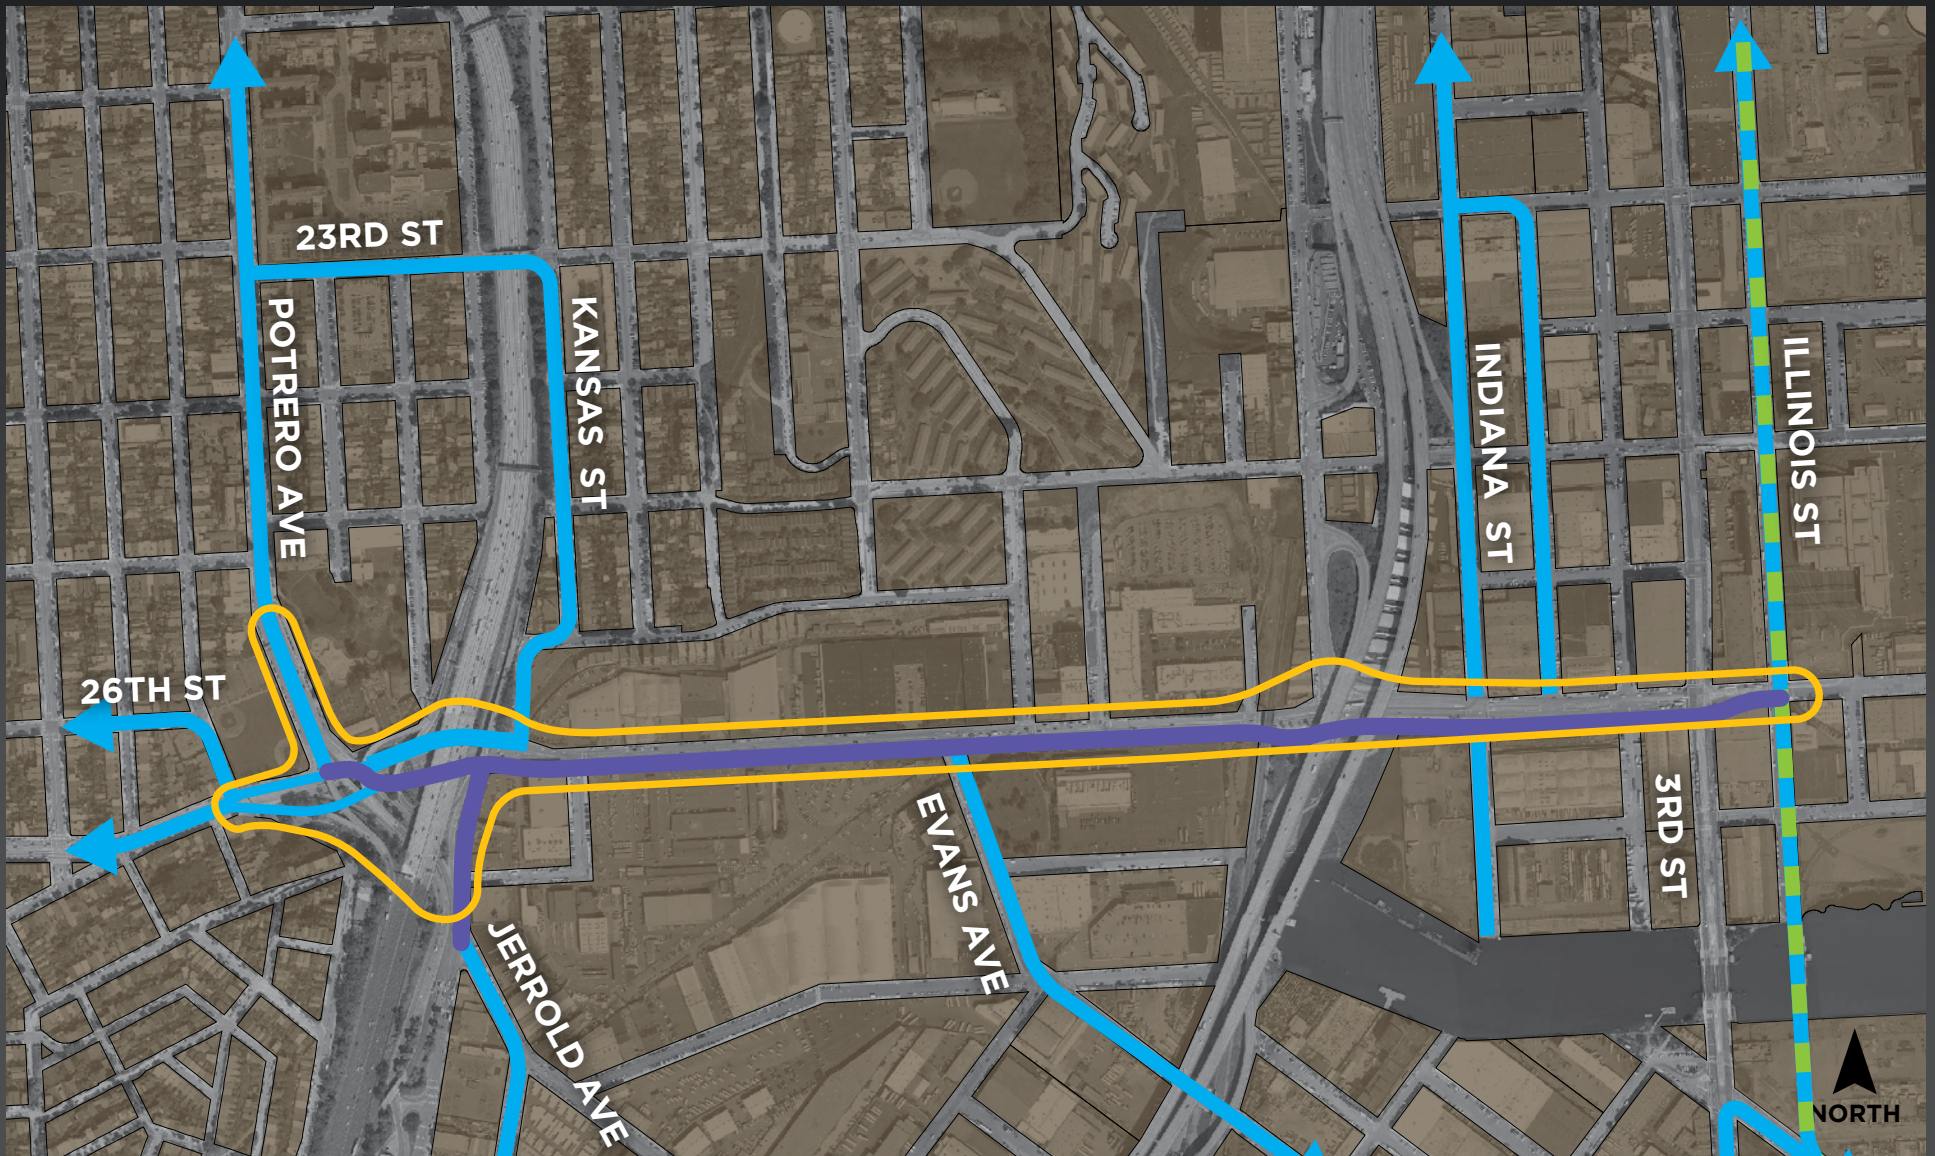 23RD ST
POTRERO AVE
KANSAS ST
INDIANA ST
ILLINOIS ST
26TH ST
3RD ST
EVANS AVE
JERROLD AVE
NORTH